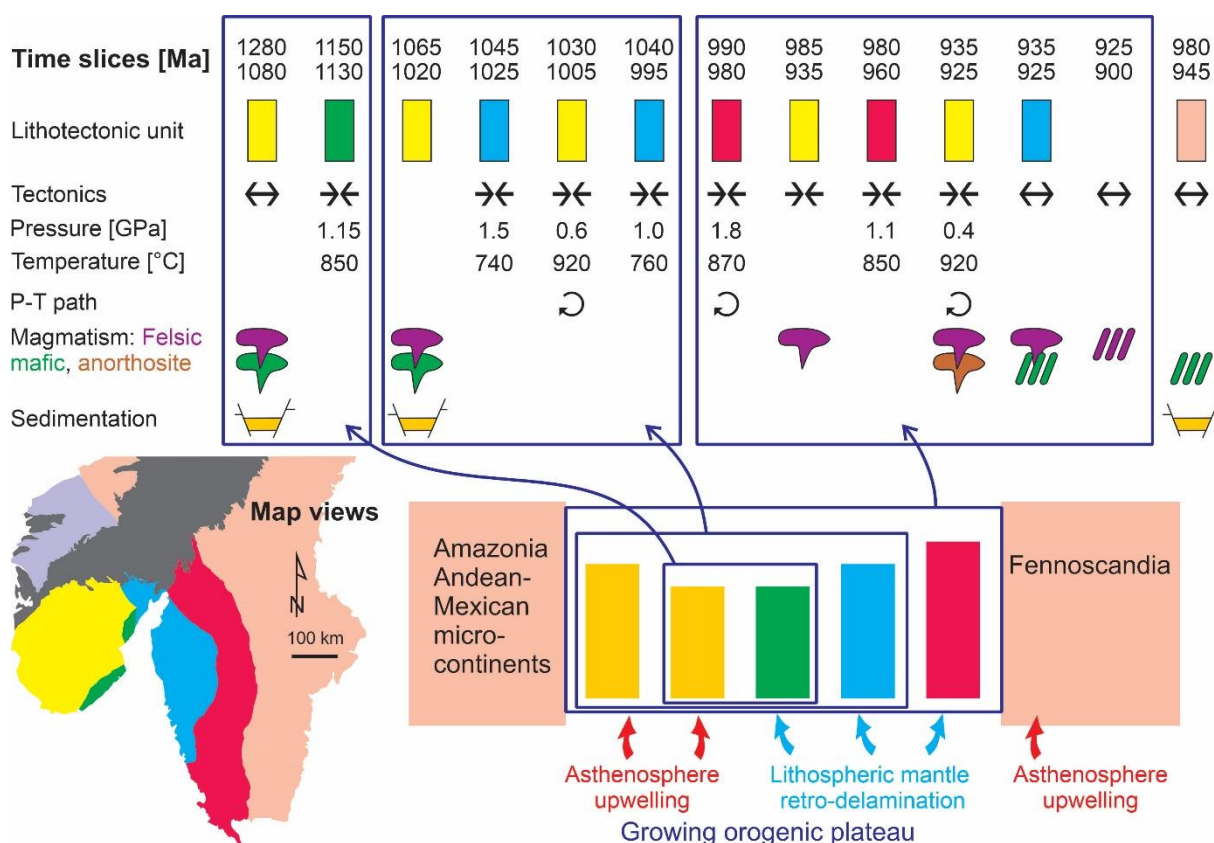 Time slices [Ma]
1280 1150 1065 1045 1030 1040 990 985 980 935 935 925 980
1080 1130 1020 1025 1005 995 980 935 960 925 925 900 945
Lithotectonic unit
Tectonics
Pressure [GPa] 1.15 1.5 0.6 1.0 1.8 1.1 0.4
Temperature [°C] 850 740 920 760 870 850 920
P-T path
Magmatism: Felsic
mafic, anorthosite
Sedimentation
Map views
N
100 km
Amazonia
Andean-
Mexican
micro-
continents
Fennoscandia
Asthenosphere
upwelling
Lithospheric mantle
retro-delamination
Asthenosphere
upwelling
Growing orogenic plateau